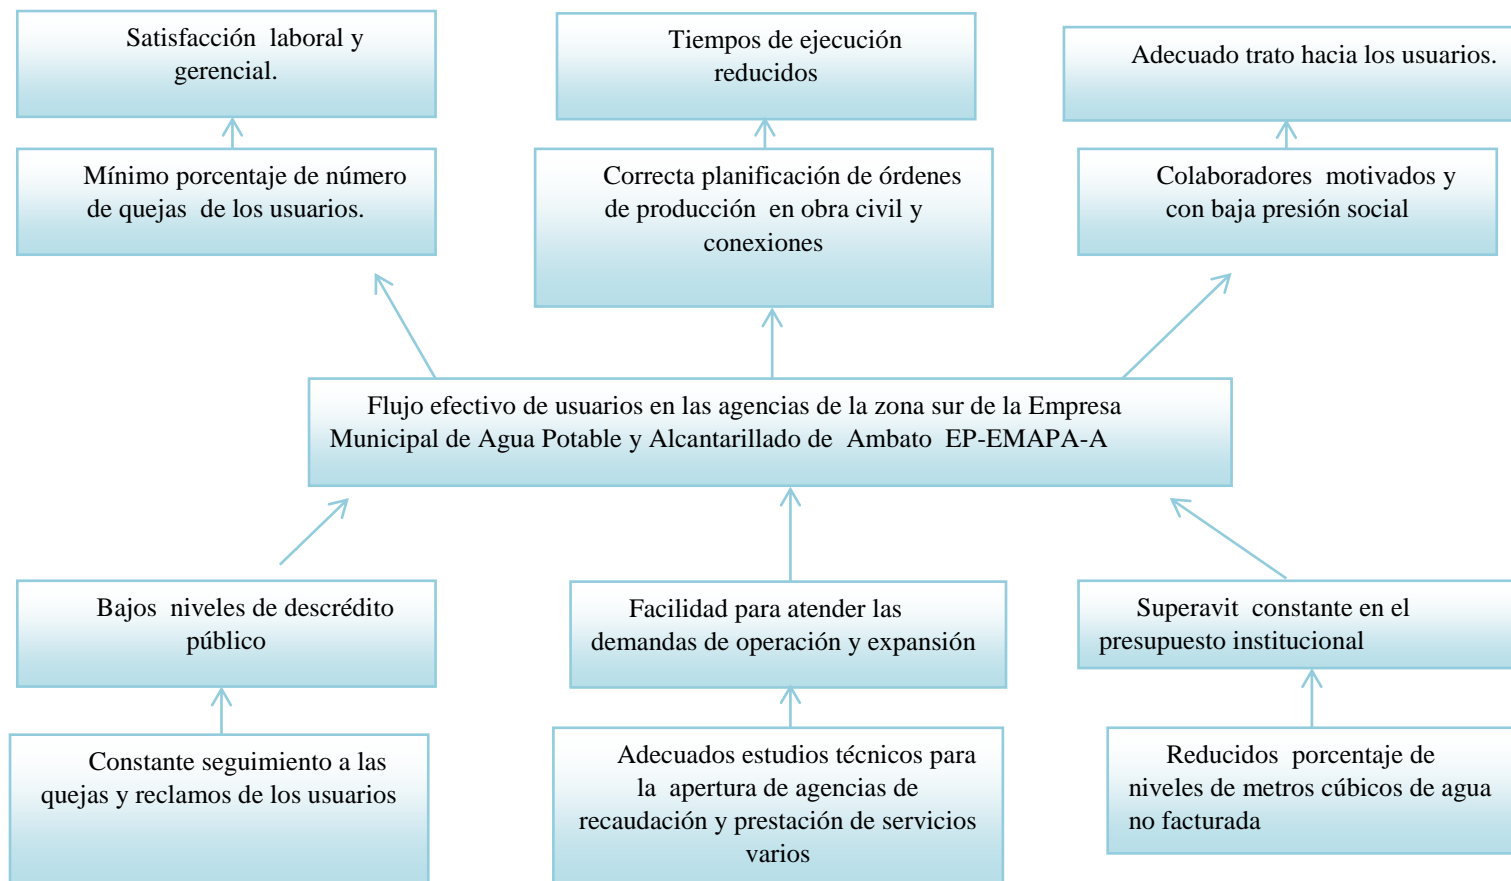 Satisfacción laboral y
gerencial.
Tiempos de ejecución
reducidos
Adecuado trato hacia los usuarios.
Mínimo porcentaje de número
de quejas de los usuarios.
Correcta planificación de órdenes
de producción en obra civil y
conexiones
Colaboradores motivados y
con baja presión social
Flujo efectivo de usuarios en las agencias de la zona sur de la Empresa
Municipal de Agua Potable y Alcantarillado de Ambato EP-EMAPA-A
Bajos niveles de descrédito
público
Facilidad para atender las
demandas de operación y expansión
Superavit constante en el
presupuesto institucional
Constante seguimiento a las
quejas y reclamos de los usuarios
Adecuados estudios técnicos para
la apertura de agencias de
recaudación y prestación de servicios
varios
Reducidos porcentaje de
niveles de metros cúbicos de agua
no facturada